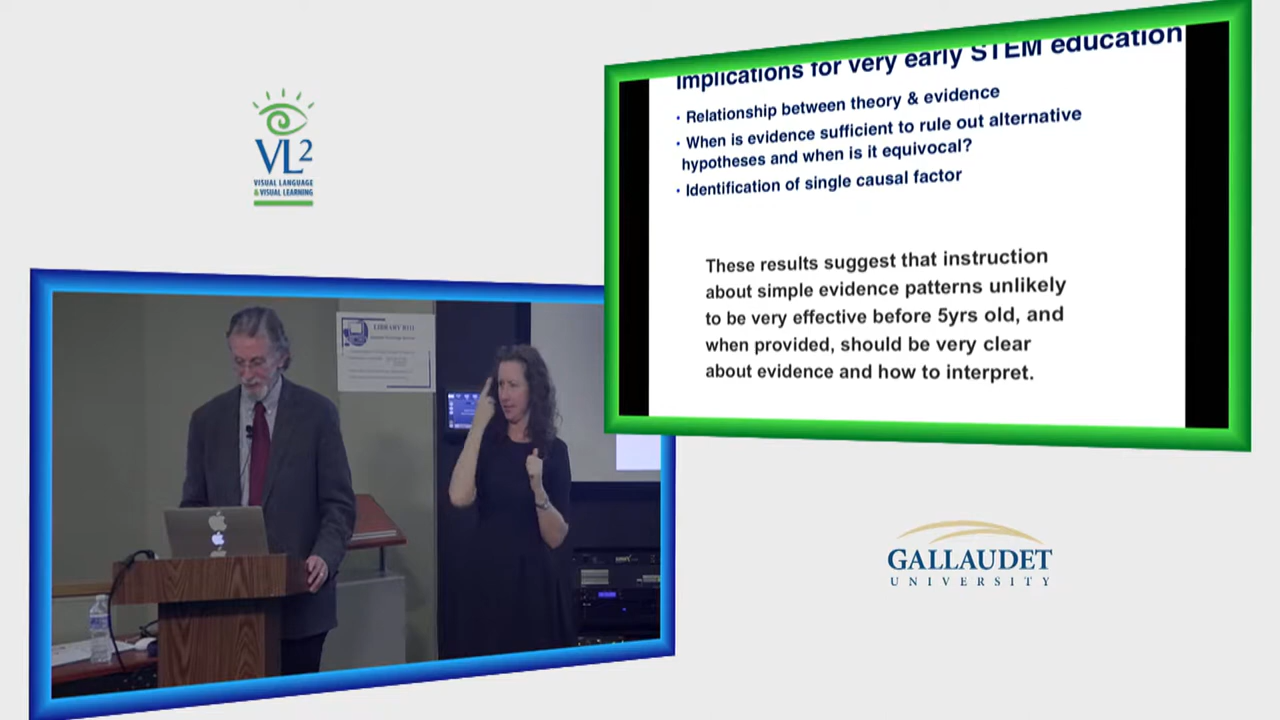 VL2
VISUAL LANGUAGE
& VISUAL LEARNING
Implications for very early STEM education
• Relationship between theory & evidence
• When is evidence sufficient to rule out alternative
hypotheses and when is it equivocal?
• Identification of single causal factor
These results suggest that instruction
about simple evidence patterns unlikely
to be very effective before 5yrs old, and
when provided, should be very clear
about evidence and how to interpret.
LIBRARY B111
GALLAUDET
UNIVERSITY